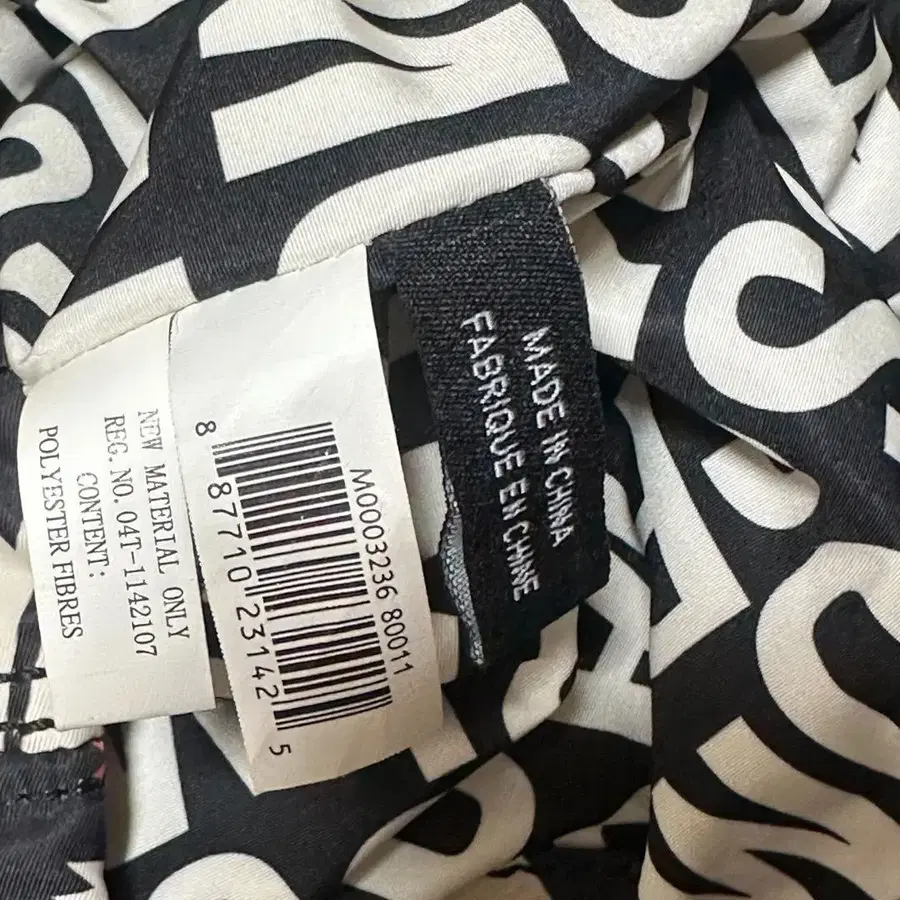 NEW MATERIAL ONLY
REG. NO. 04T-1142107
CONTENT:
POLYESTER FIBRES
M0003236 80011
8 87710 23142 5
MADE IN CHINA
FABRIQUE EN CHINE